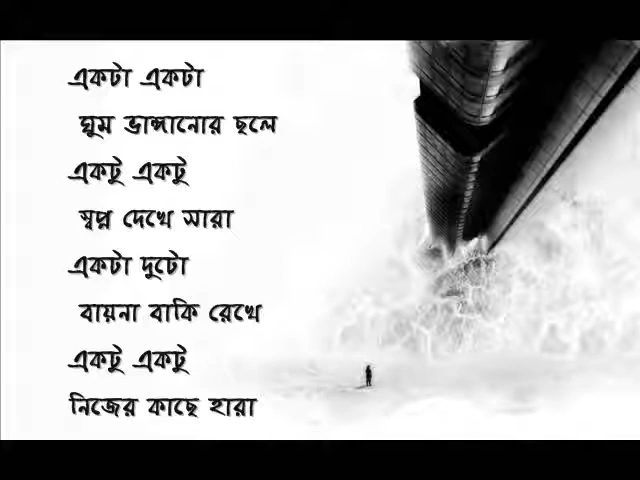 একটা একটা
ঘুম ভাঙ্গানোর ছলে
একটু একটু
স্বপ্ন দেখে সারা
একটা দুটো
বায়না বাকি রেখে
একটু একটু
নিজের কাছে হারা